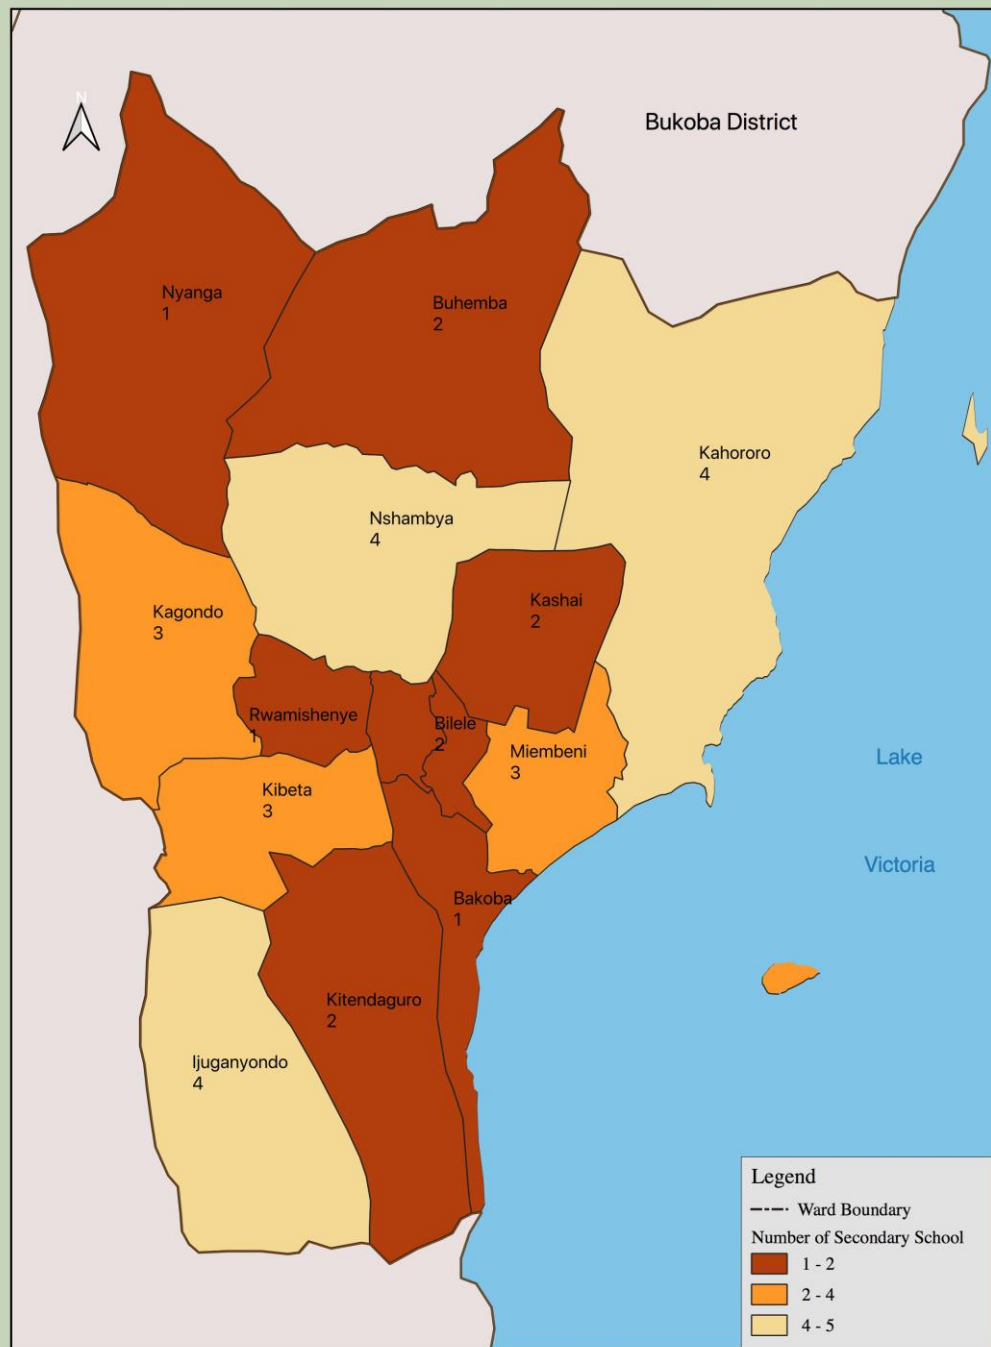 N
Bukoba District
Nyanga
1
Buhemba
2
Kahororo
4
Nshambya
4
Kashai
2
Kagondo
3
Rwamishenye
1
Bilele
2
Miembeni
3
Kibeta
3
Lake
Victoria
Bakoba
1
Kitendaguro
2
Ijuganyondo
4
Legend
Ward Boundary
Number of Secondary School
1 - 2
2 - 4
4 - 5